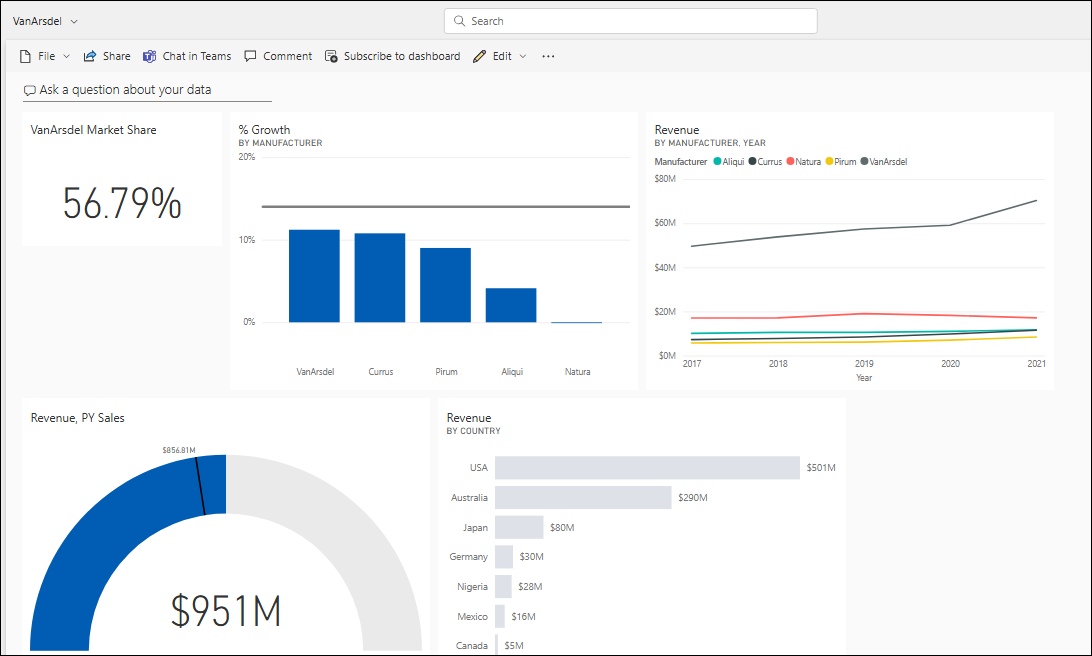 VanArsdel
Search
File Share Chat in Teams Comment Subscribe to dashboard Edit ...
Ask a question about your data
VanArsdel Market Share
56.79%
% Growth
BY MANUFACTURER
20%
10%
0%
VanArsdel Currus Pirum Aliqui Natura
Revenue
BY MANUFACTURER, YEAR
Manufacturer Aliqui Currus Natura Pirum VanArsdel
$80M
$60M
$40M
$20M
$0M
2017 2018 2019 2020 2021
Year
Revenue, PY Sales
$856.81M
$951M
Revenue
BY COUNTRY
USA $501M
Australia $290M
Japan $80M
Germany $30M
Nigeria $28M
Mexico $16M
Canada $5M